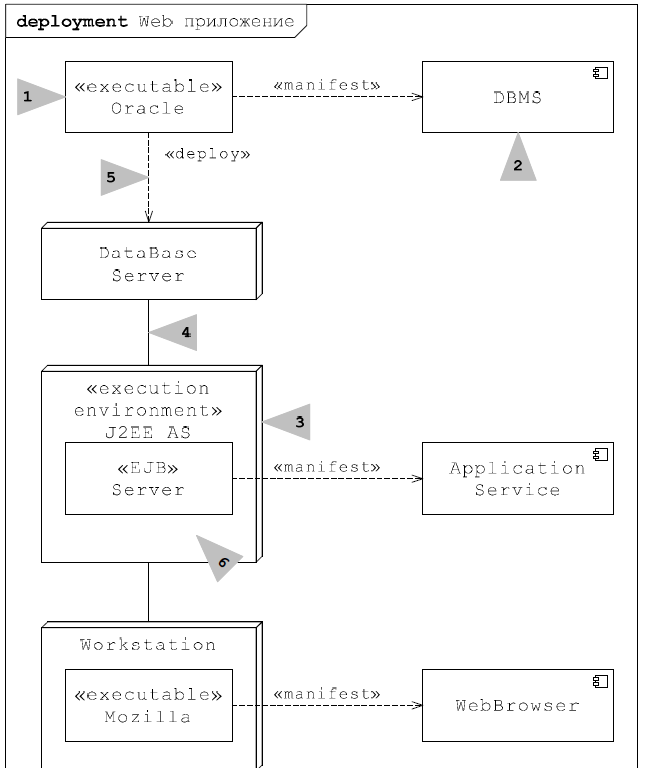 deployment Web приложение
1
«executable»
Oracle
«manifest»
DBMS
2
«deploy»
5
DataBase
Server
4
«execution
environment»
J2EE AS
3
«EJB»
Server
«manifest»
Application
Service
6
Workstation
«executable»
Mozilla
«manifest»
WebBrowser